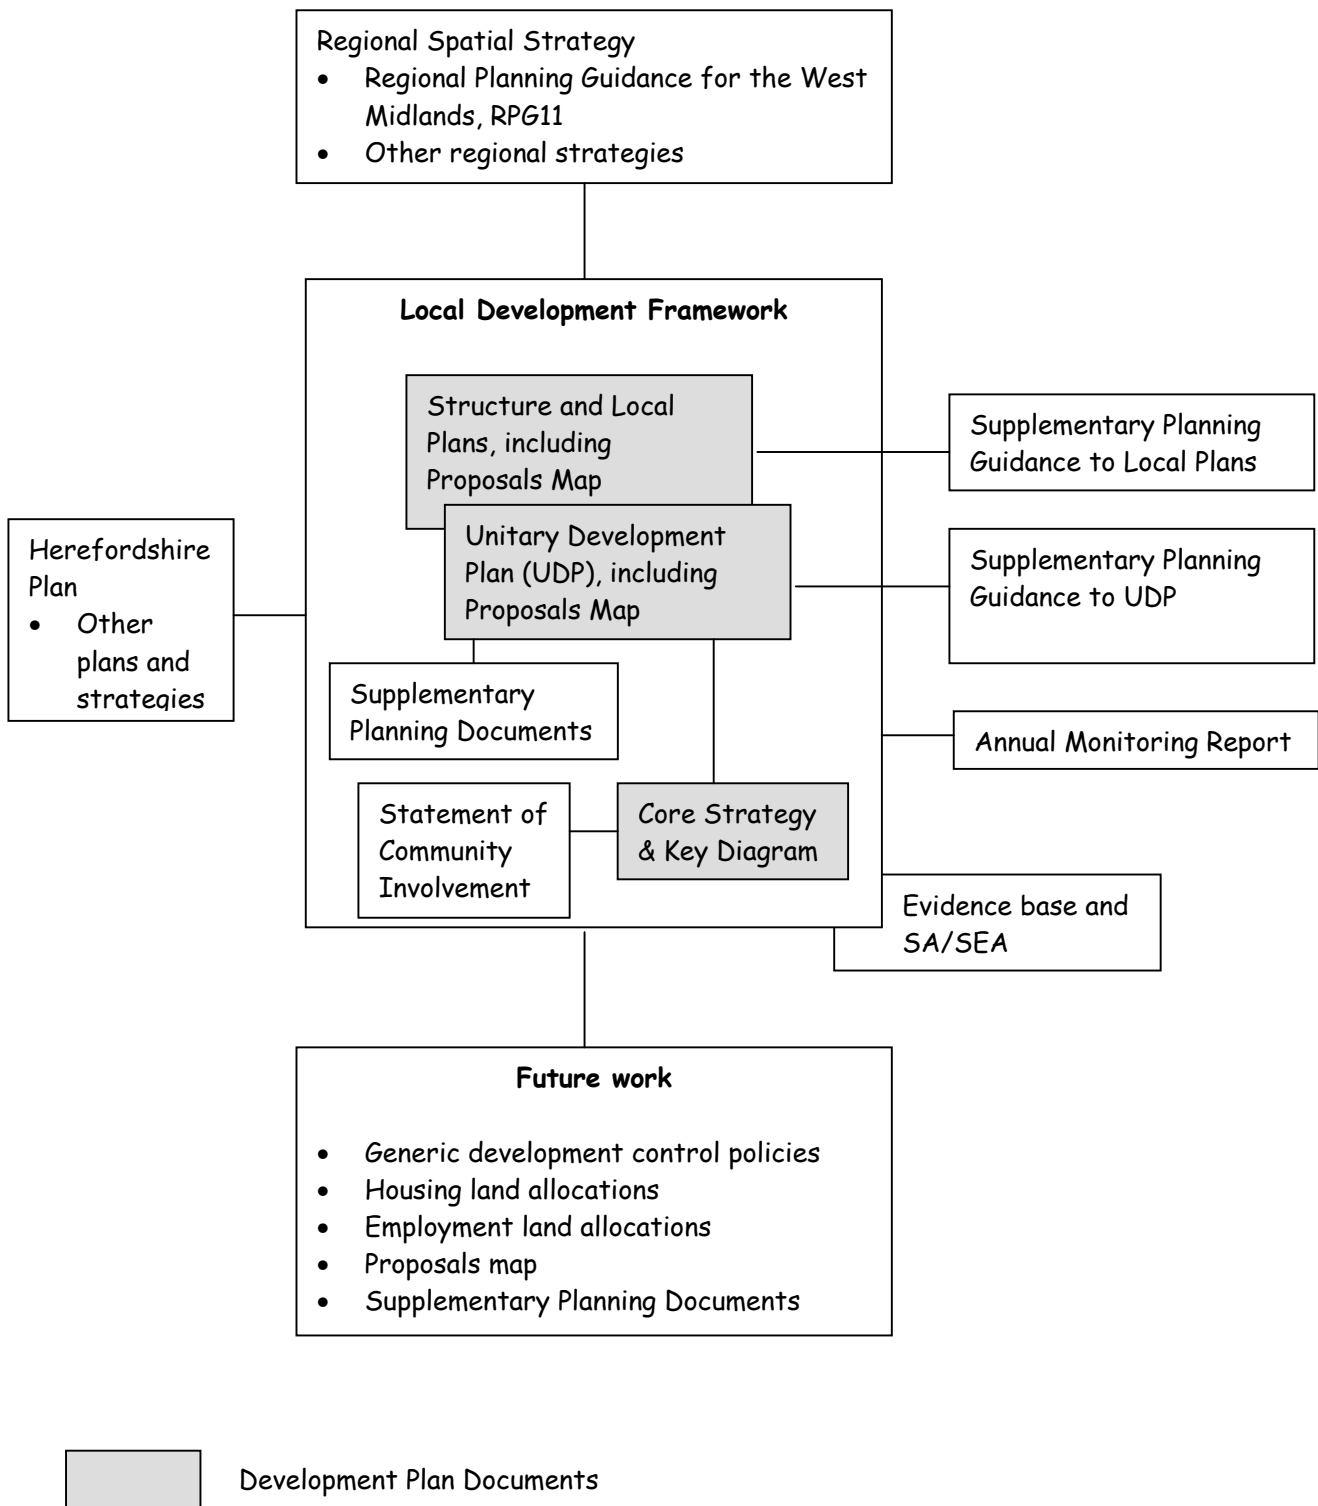 Regional Spatial Strategy
• Regional Planning Guidance for the West
Midlands, RPG11
• Other regional strategies
Local Development Framework
Structure and Local
Plans, including
Proposals Map
Supplementary Planning
Guidance to Local Plans
Unitary Development
Plan (UDP), including
Proposals Map
Supplementary Planning
Guidance to UDP
Herefordshire
Plan
• Other
plans and
strategies
Supplementary
Planning Documents
Annual Monitoring Report
Statement of
Community
Involvement
Core Strategy
& Key Diagram
Evidence base and
SA/SEA
Future work
• Generic development control policies
• Housing land allocations
• Employment land allocations
• Proposals map
• Supplementary Planning Documents
Development Plan Documents